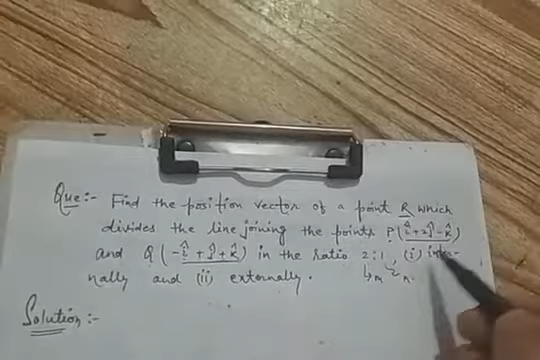 Que:- Find the position vector of a point R which
divides the line joining the points P(î+2ĵ-k̂)
and Q(-î+ĵ+k̂) in the ratio 2:1, (i) inter-
nally and (ii) externally.
↳m ↳n
Solution:-